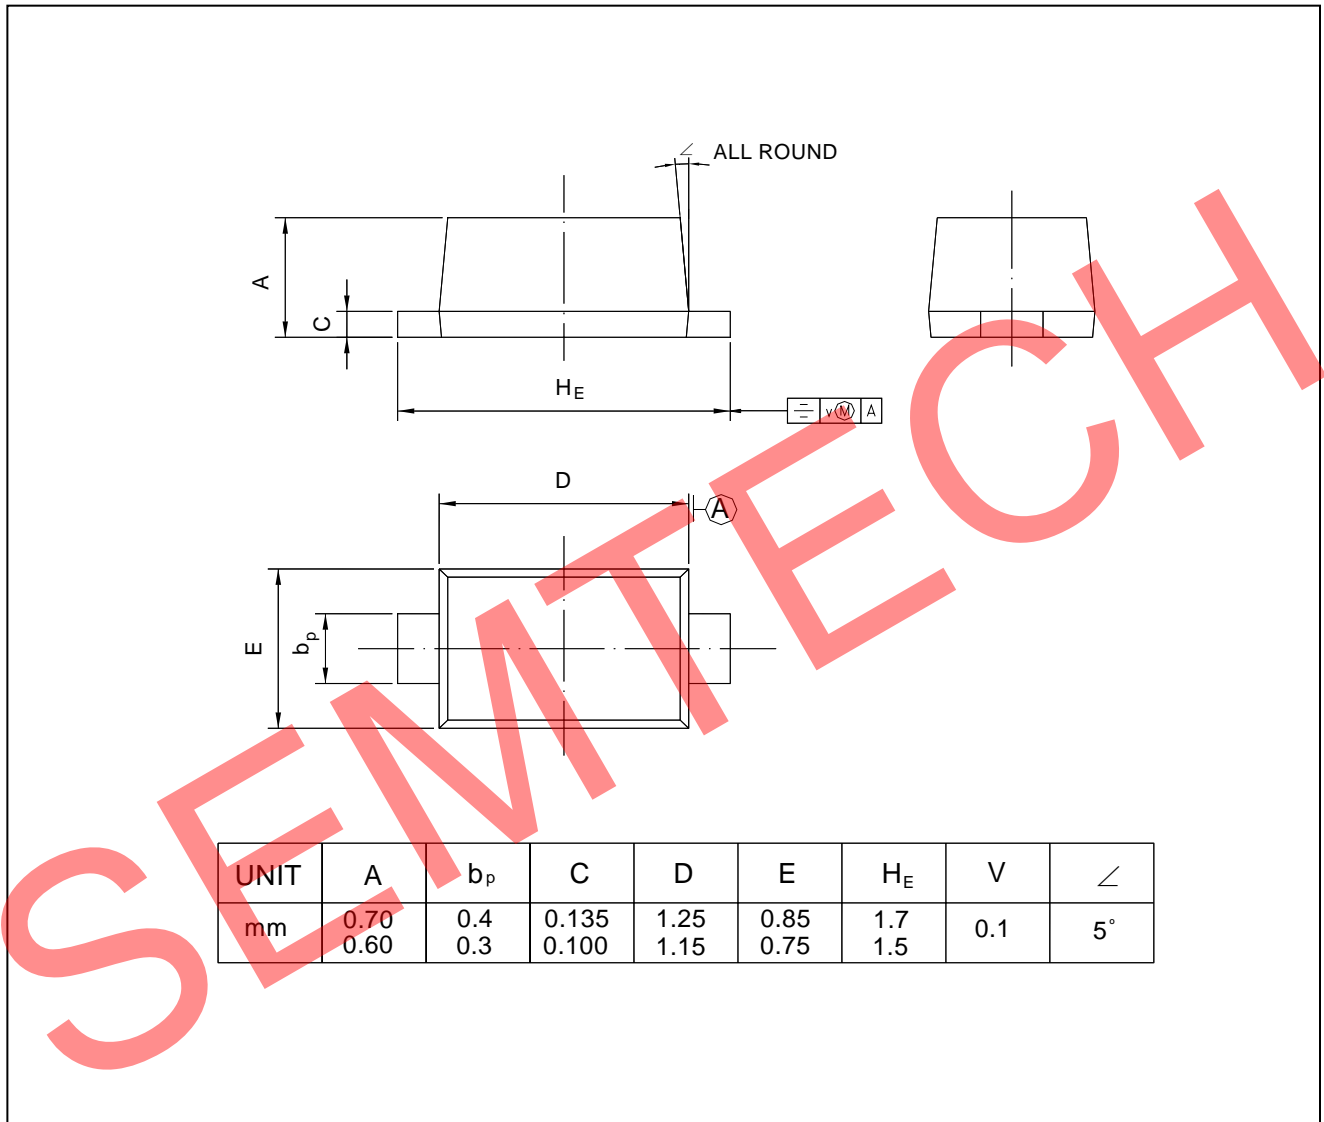 ∠ ALL ROUND
A
C
HE
v Ⓜ A
D
A
E
bp
UNIT A bp C D E HE V ∠
mm 0.70 0.4 0.135 1.25 0.85 1.7 0.1 5°
0.60 0.3 0.100 1.15 0.75 1.5
SEMTECH